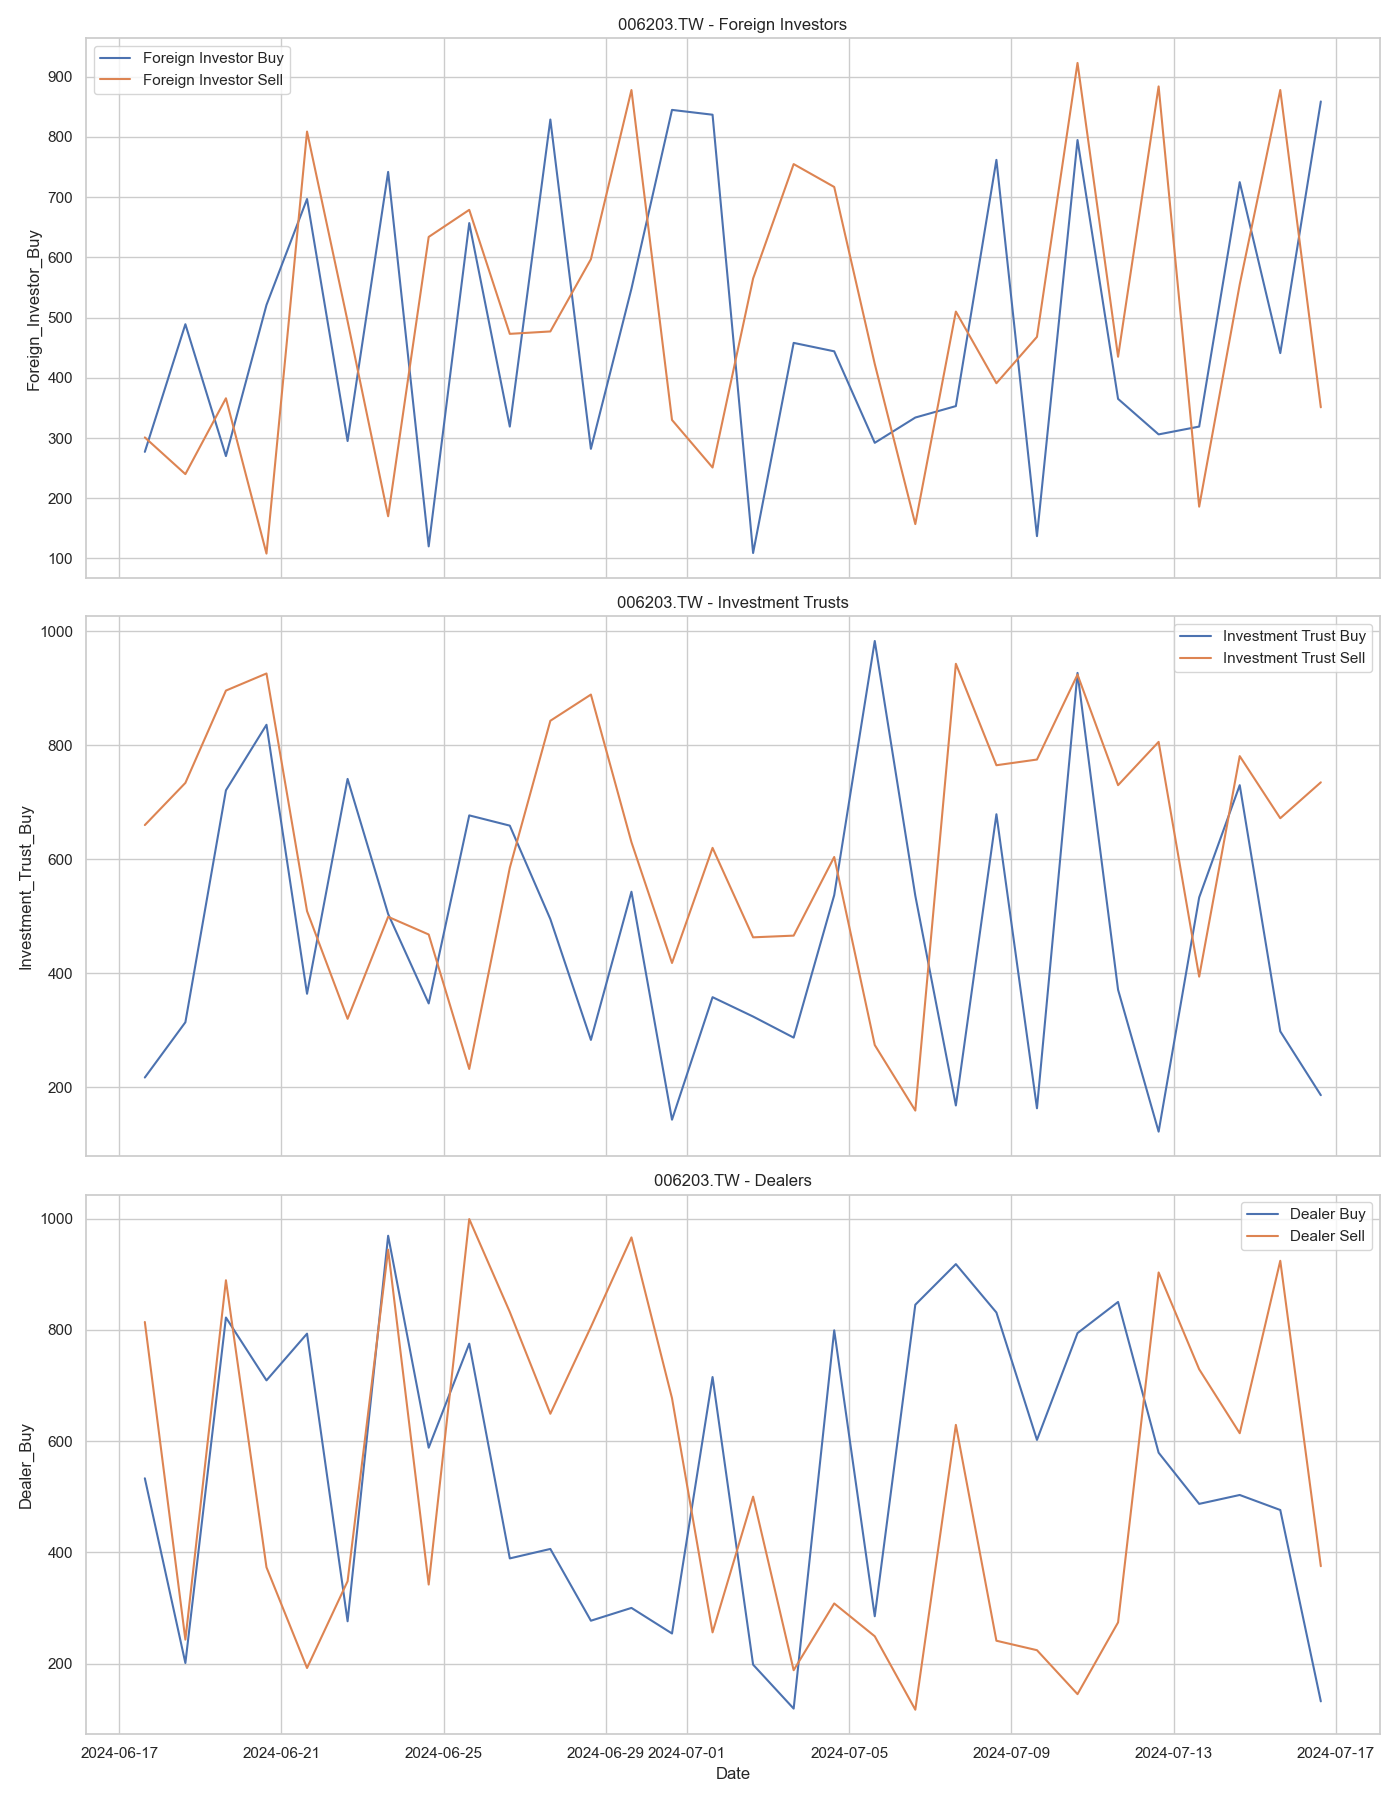 006203.TW - Foreign Investors
Foreign Investor Buy
Foreign Investor Sell
Foreign_Investor_Buy
900
800
700
600
500
400
300
200
100
006203.TW - Investment Trusts
Investment Trust Buy
Investment Trust Sell
Investment_Trust_Buy
1000
800
600
400
200
006203.TW - Dealers
Dealer Buy
Dealer Sell
Dealer_Buy
1000
800
600
400
200
2024-06-17 2024-06-21 2024-06-25 2024-06-29 2024-07-01 2024-07-05 2024-07-09 2024-07-13 2024-07-17
Date